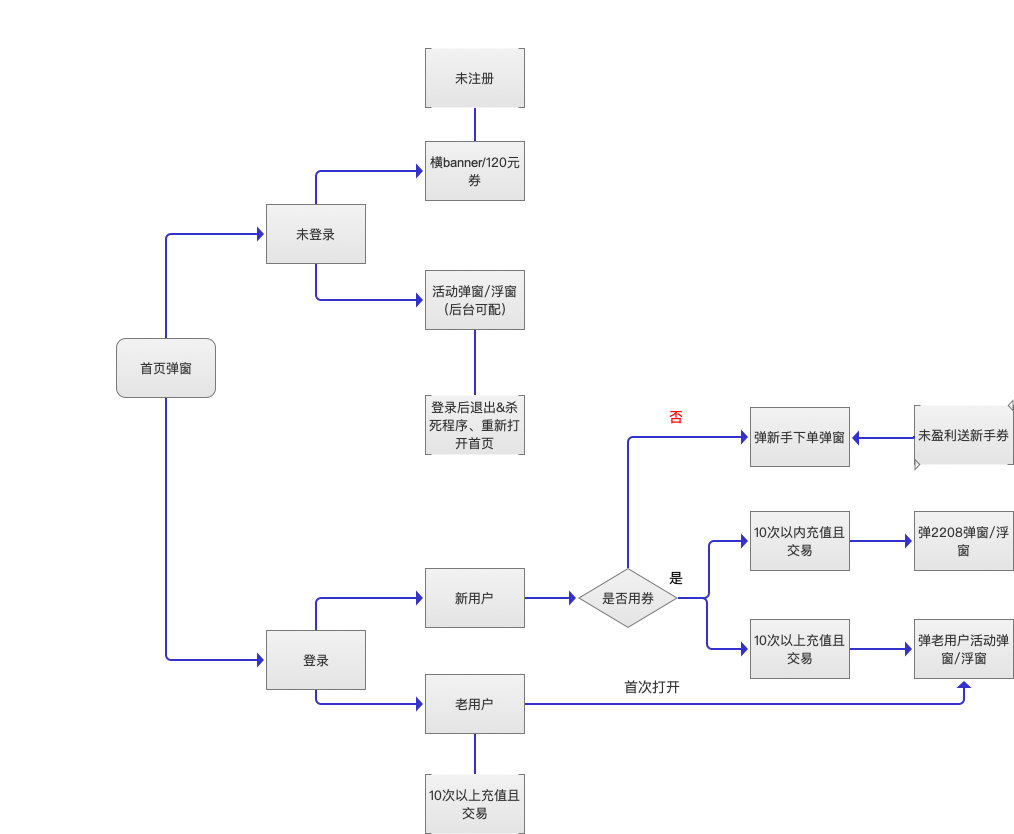 未注册
横banner/120元
券
未登录
活动弹窗/浮窗
(后台可配)
首页弹窗
登录后退出&杀
死程序、重新打
开首页
否
弹新手下单弹窗
未盈利送新手券
10次以内充值且
交易
弹2208弹窗/浮
窗
是
新用户
是否用券
登录
10次以上充值且
交易
弹老用户活动弹
窗/浮窗
首次打开
老用户
10次以上充值且
交易